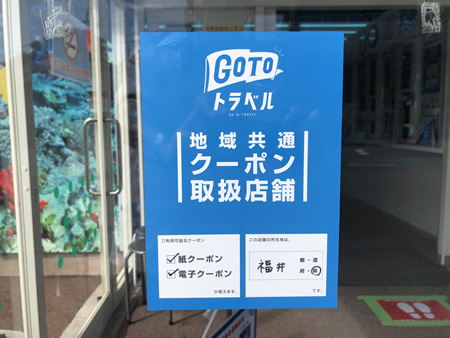 GOTO
トラベル
Go To TRAVEL
地域共通
クーポン
取扱店舗
ご利用可能なクーポン
紙クーポン
電子クーポン
が使えます。
この店舗の所在地は、
福井
都・道
府・県
です。